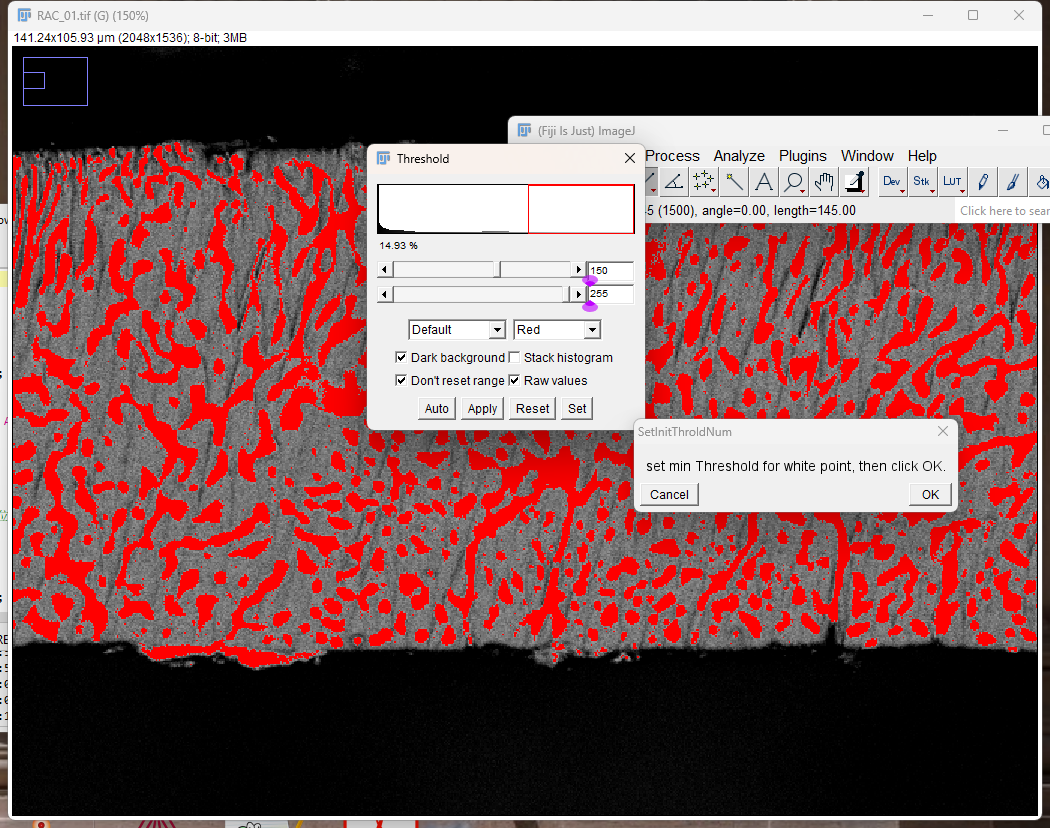 RAC_01.tif (G) (150%)
141.24x105.93 µm (2048x1536); 8-bit; 3MB
(Fiji Is Just) ImageJ
Process Analyze Plugins Window Help
Dev Stk LUT
(1500), angle=0.00, length=145.00
Click here to sear
Threshold
14.93 %
150
255
Default Red
Dark background Stack histogram
Don't reset range Raw values
Auto Apply Reset Set
SetInitThroldNum
set min Threshold for white point, then click OK.
Cancel OK